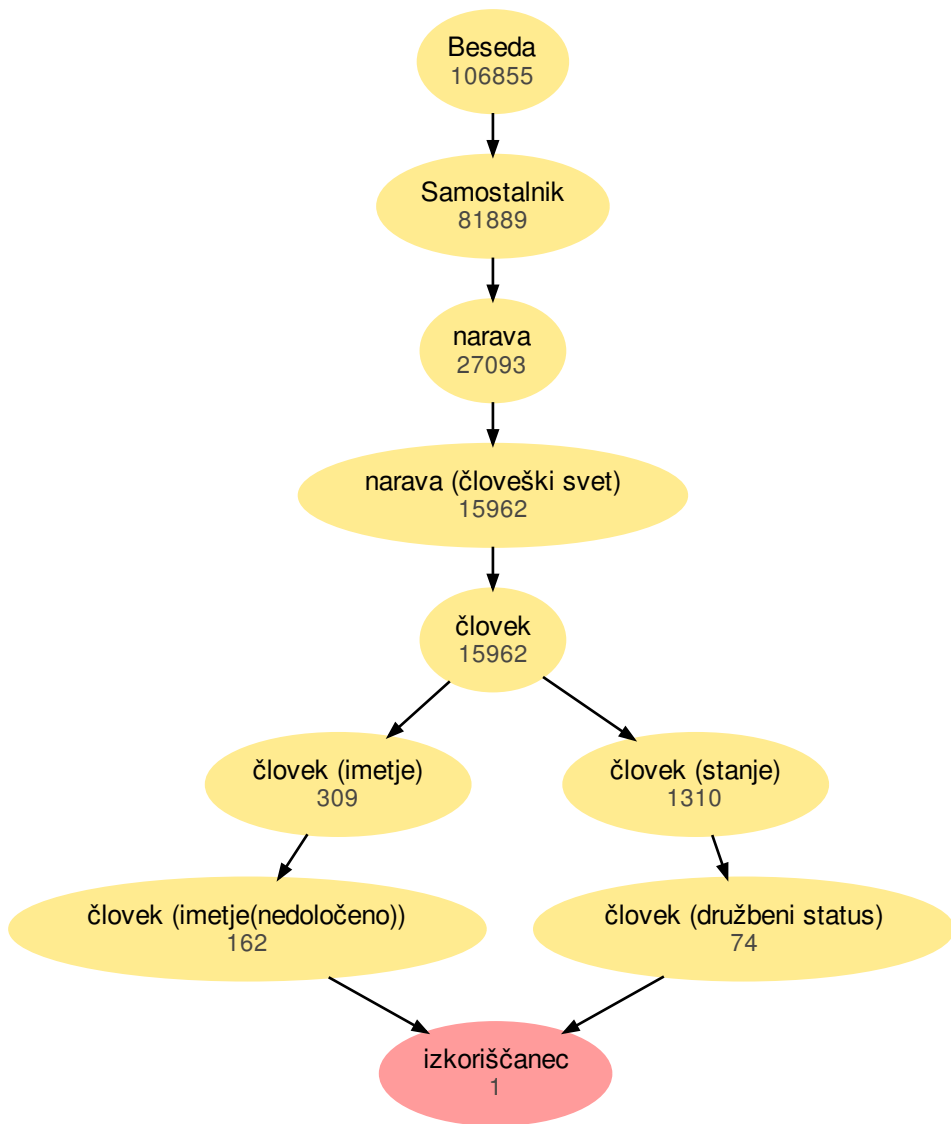 Beseda
106855
Samostalnik
81889
narava
27093
narava (človeški svet)
15962
človek
15962
človek (imetje)
309
človek (stanje)
1310
človek (imetje(nedoločeno))
162
človek (družbeni status)
74
izkoriščanec
1